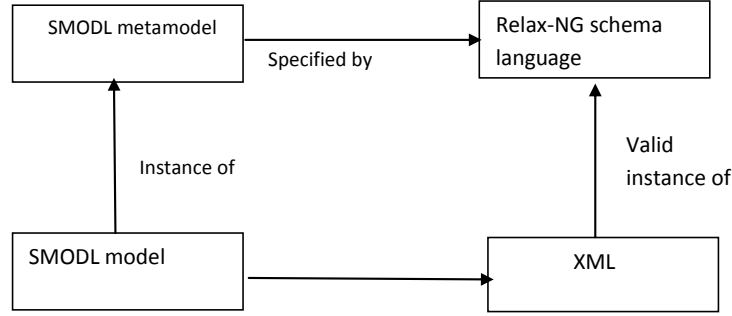 SMODL metamodel
Relax-NG schema
language
Specified by
Instance of
Valid
instance of
SMODL model
XML